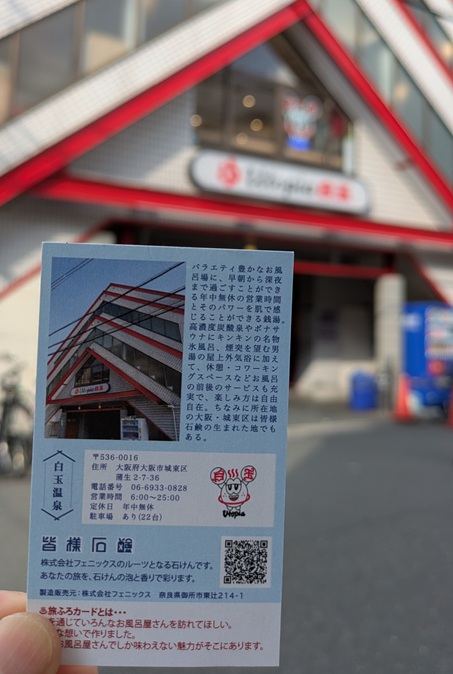 Utopia白玉
バラエティ豊かなお風
呂場に、早朝から深夜
まで過ごすことができ
る年中無休の営業時間
とそのパワーを肌で感
じることができる銭湯。
高濃度炭酸泉やボナサ
ウナにキンキンの名物
氷風呂、煙突を望む男
湯の屋上外気浴に加え
て、休憩・コワーキン
グスペースなどお風呂
の前後のサービスも充
実で、楽しみ方は自由
自在。ちなみに所在地
の大阪・城東区は皆様
石鹸の生まれた地でも
ある。
白玉温泉
〒536-0016
住所 大阪府大阪市城東区
蒲生2-7-36
電話番号 06-6933-0828
営業時間 6:00〜25:00
定休日 年中無休
駐車場 あり(22台)
白玉
Utopia
皆様石鹸
株式会社フェニックスのルーツとなる石けんです。
あなたの旅を、石けんの泡と香りで彩ります。
製造販売元:株式会社フェニックス 奈良県御所市東辻214-1
旅ふろカードとは・・・
を通じていろんなお風呂屋さんを訪れてほしい。
な想いで作りました。
お風呂屋さんでしか味わえない魅力がそこにあります。